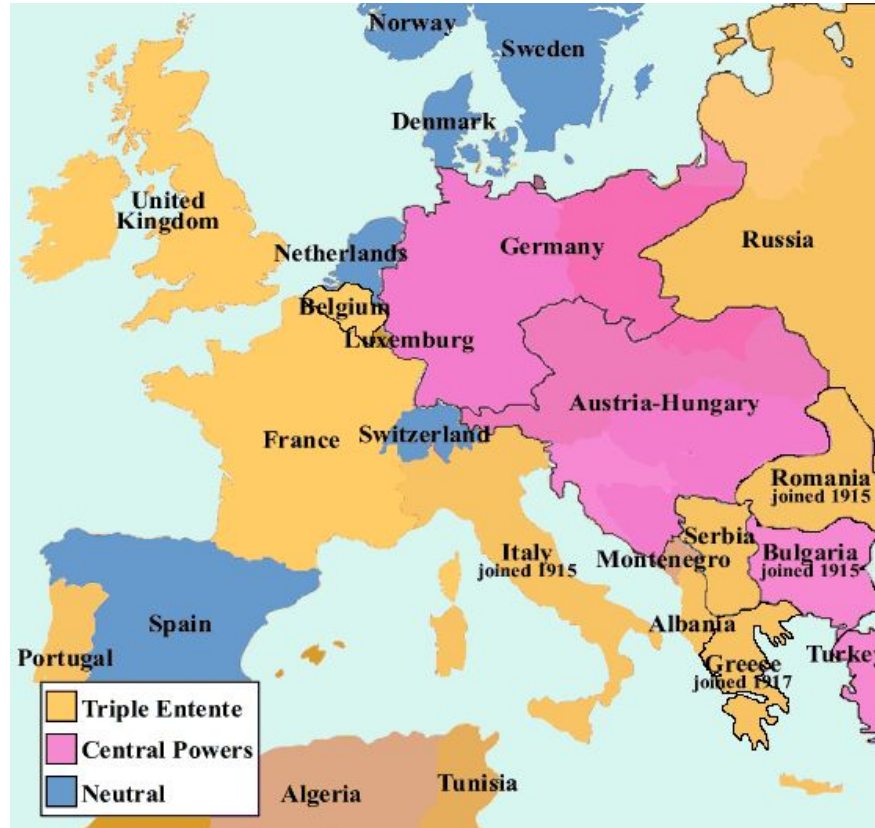 Norway
Sweden
Denmark
United
Kingdom
Netherlands
Germany
Russia
Belgium
Luxemburg
Austria-Hungary
France
Switzerland
Romania
joined 1915
Serbia
Bulgaria
joined 1915
Italy
joined 1915
Montenegro
Spain
Albania
Portugal
Greece
joined 1917
Turkey
Triple Entente
Central Powers
Neutral
Algeria
Tunisia